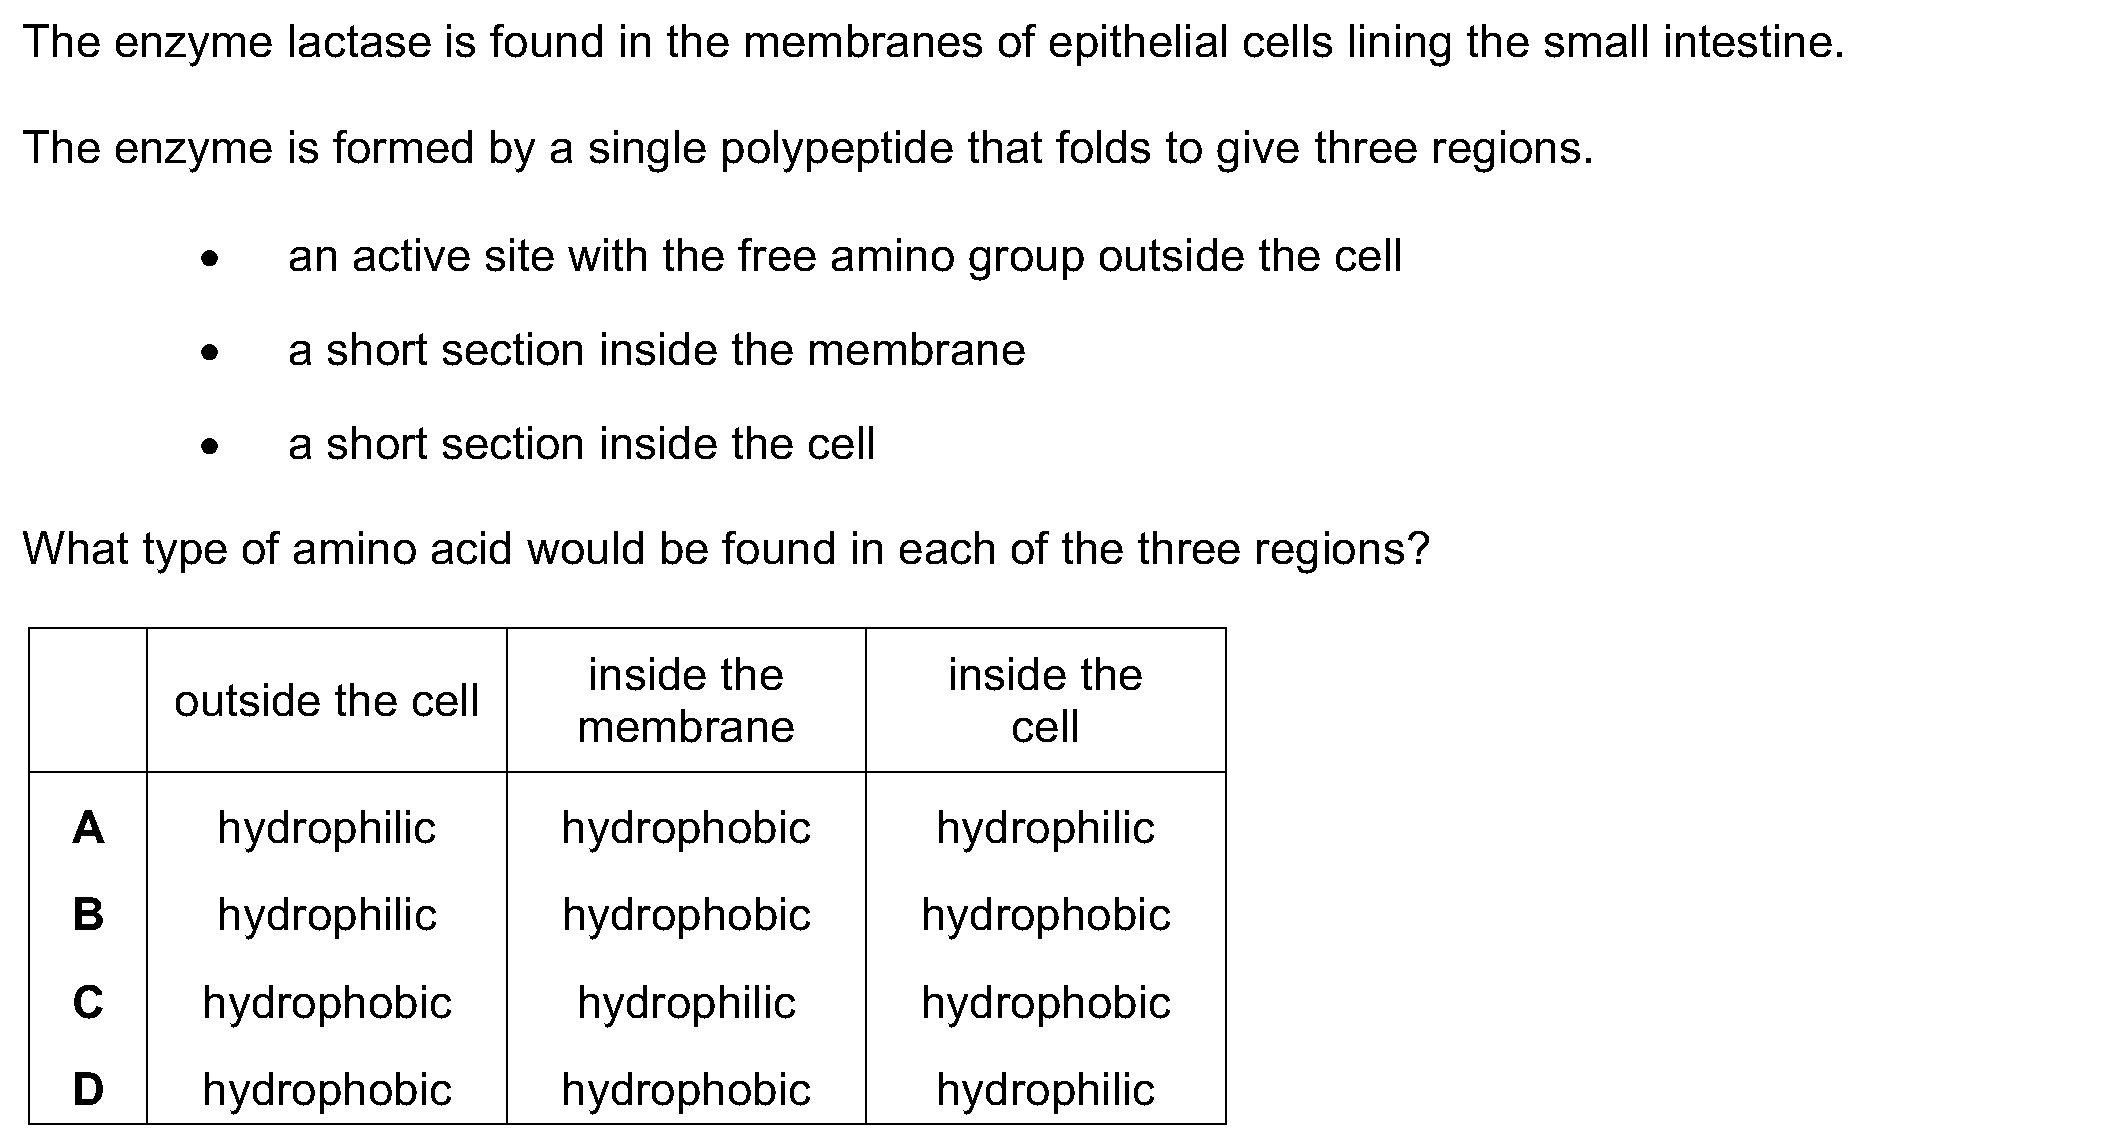 The enzyme lactase is found in the membranes of epithelial cells lining the small intestine.
The enzyme is formed by a single polypeptide that folds to give three regions.
• an active site with the free amino group outside the cell
• a short section inside the membrane
• a short section inside the cell
What type of amino acid would be found in each of the three regions?
outside the cell inside the membrane inside the cell
A hydrophilic hydrophobic hydrophilic
B hydrophilic hydrophobic hydrophobic
C hydrophobic hydrophilic hydrophobic
D hydrophobic hydrophobic hydrophilic